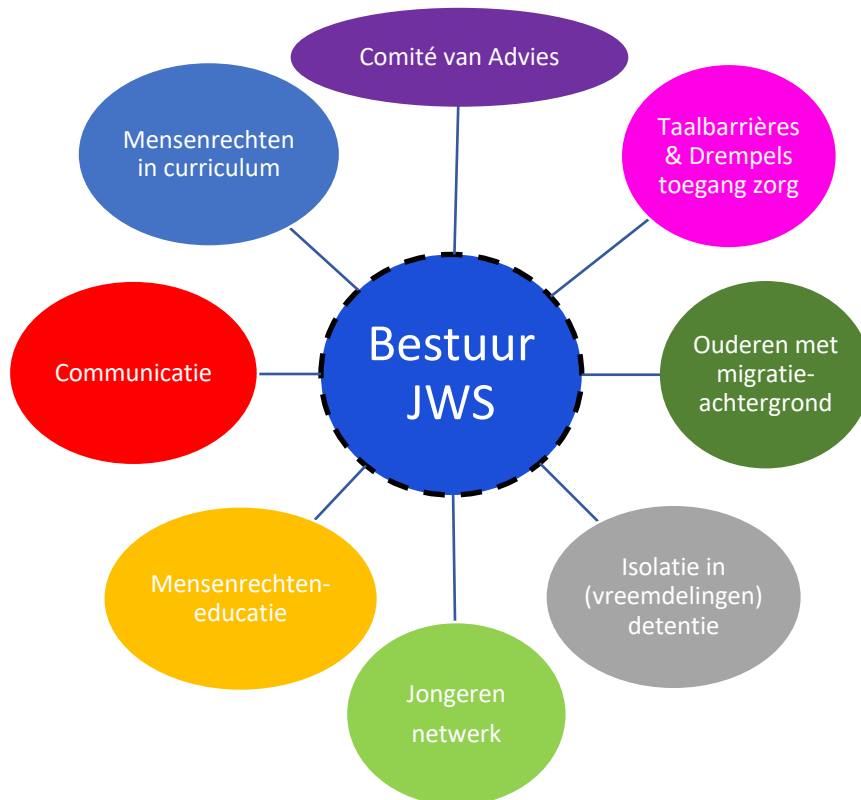 Comité van Advies
Mensenrechten
in curriculum
Taalbarrières
& Drempels
toegang zorg
Bestuur
JWS
Communicatie
Ouderen met
migratie-
achtergrond
Mensenrechten-
educatie
Isolatie in
(vreemdelingen)
detentie
Jongeren
netwerk